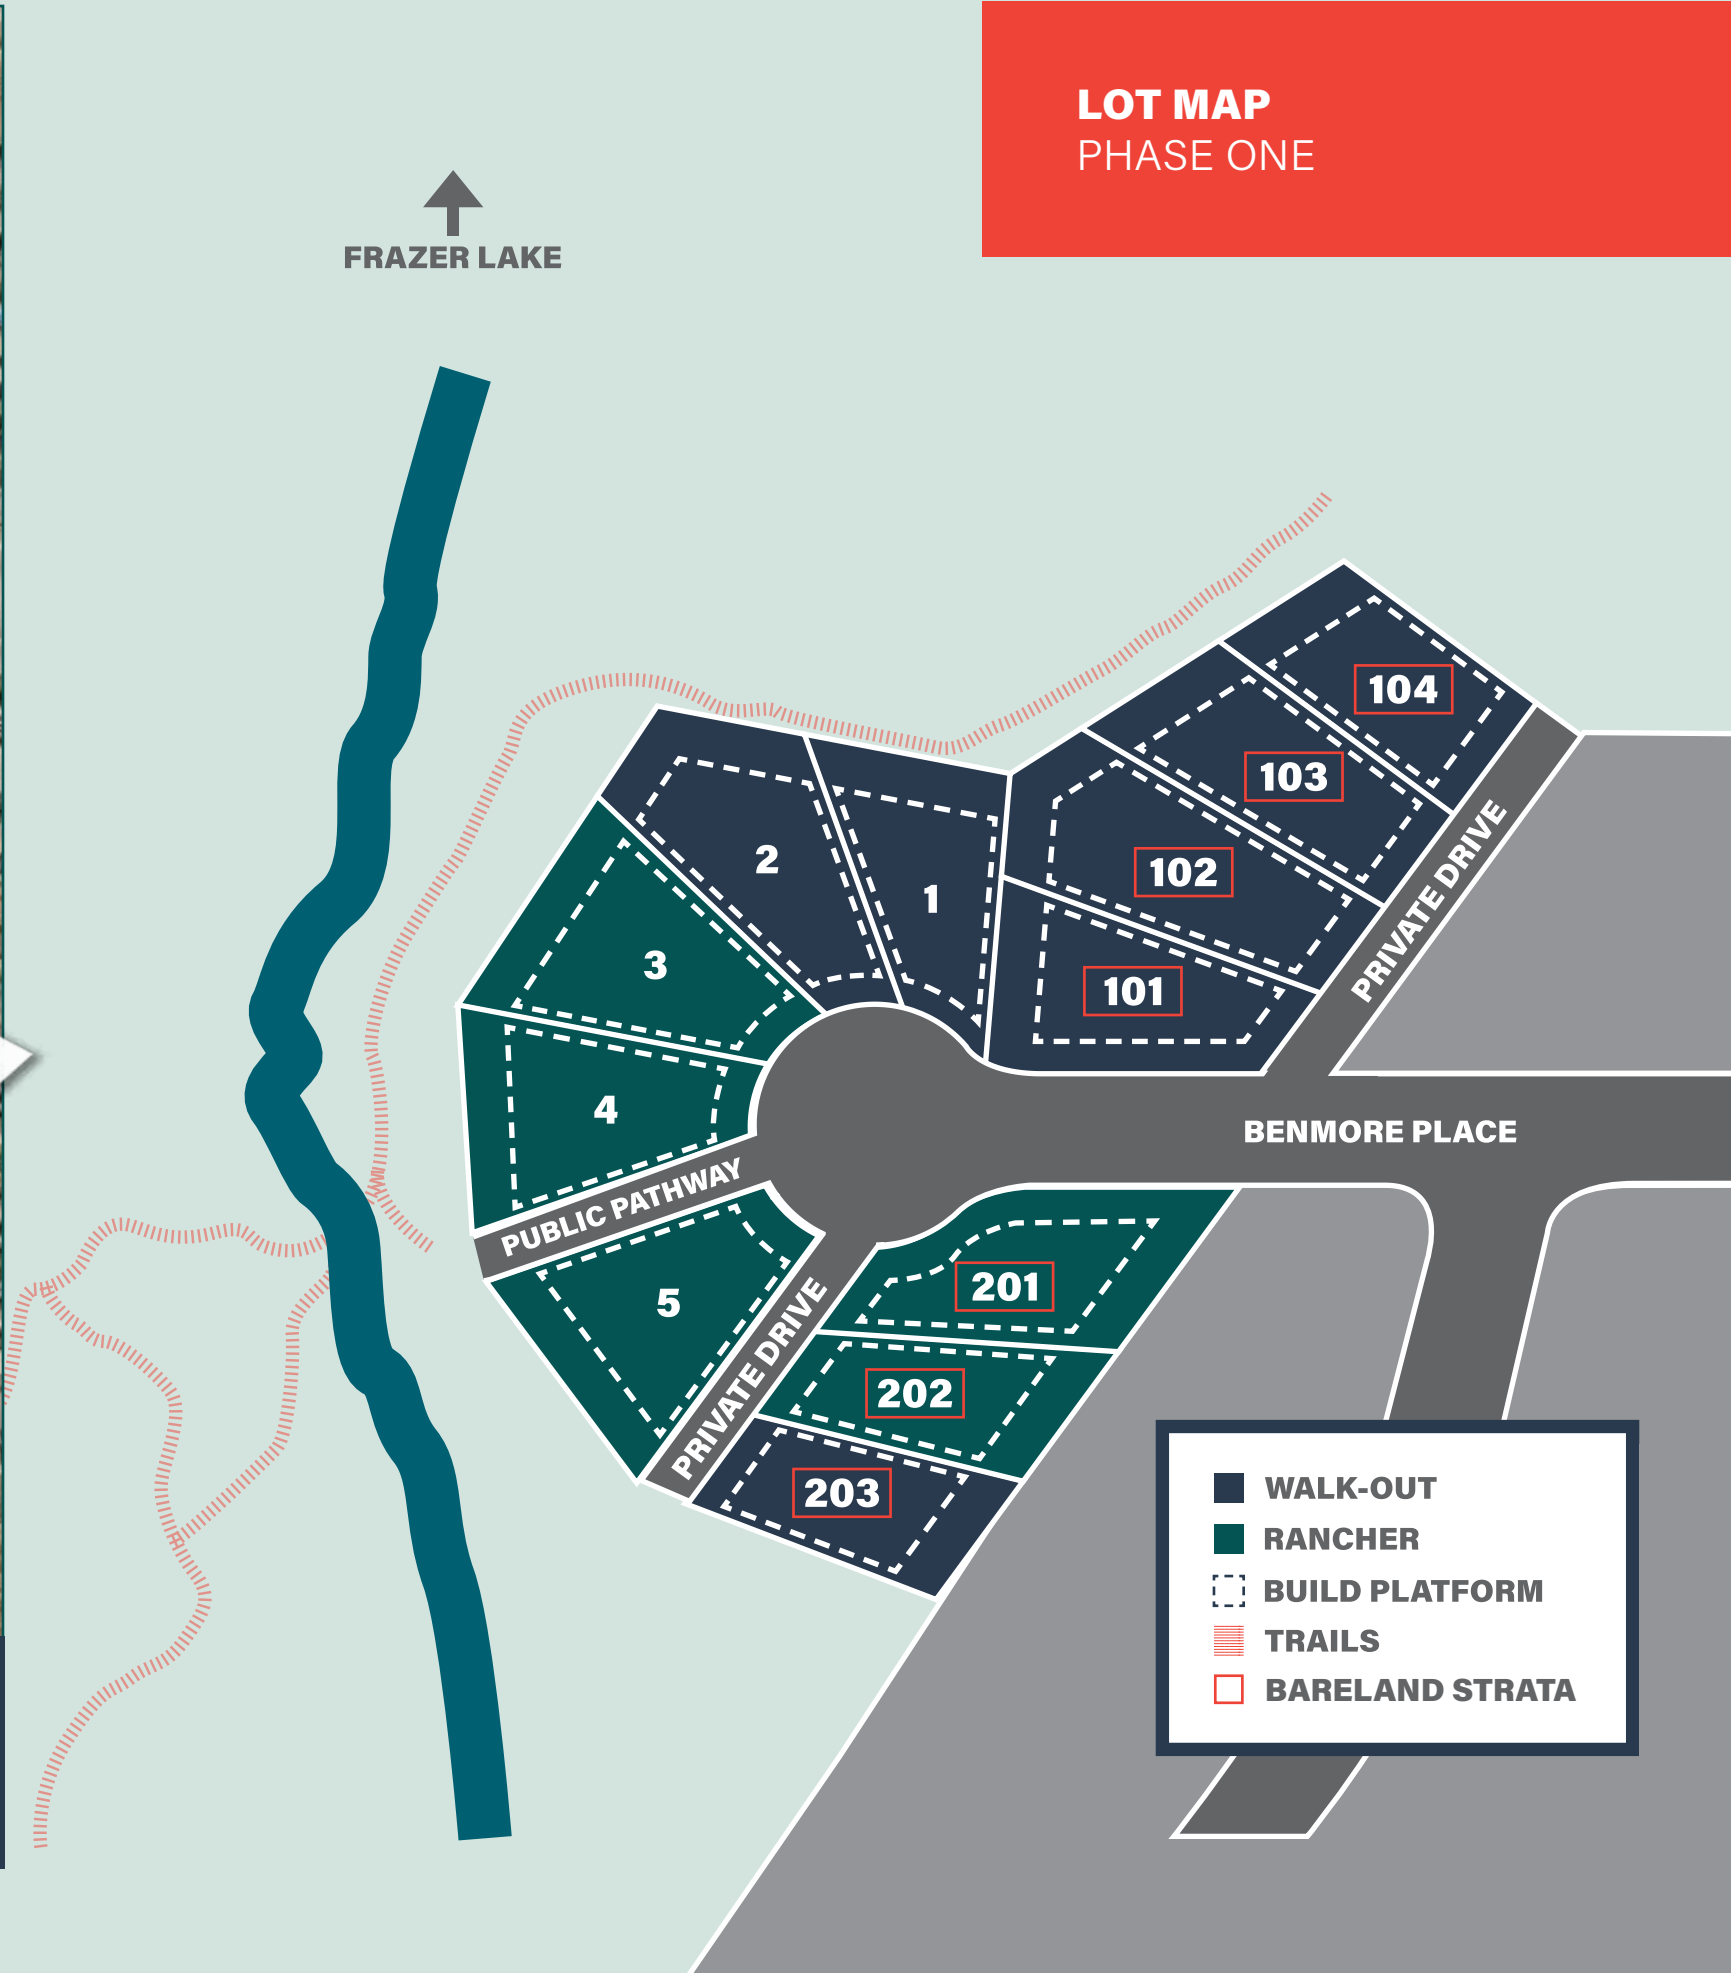 LOT MAP
PHASE ONE
FRAZER LAKE
104
103
102
101
PRIVATE DRIVE
2
1
3
4
PUBLIC PATHWAY
5
BENMORE PLACE
201
202
203
PRIVATE DRIVE
WALK-OUT
RANCHER
BUILD PLATFORM
TRAILS
BARELAND STRATA